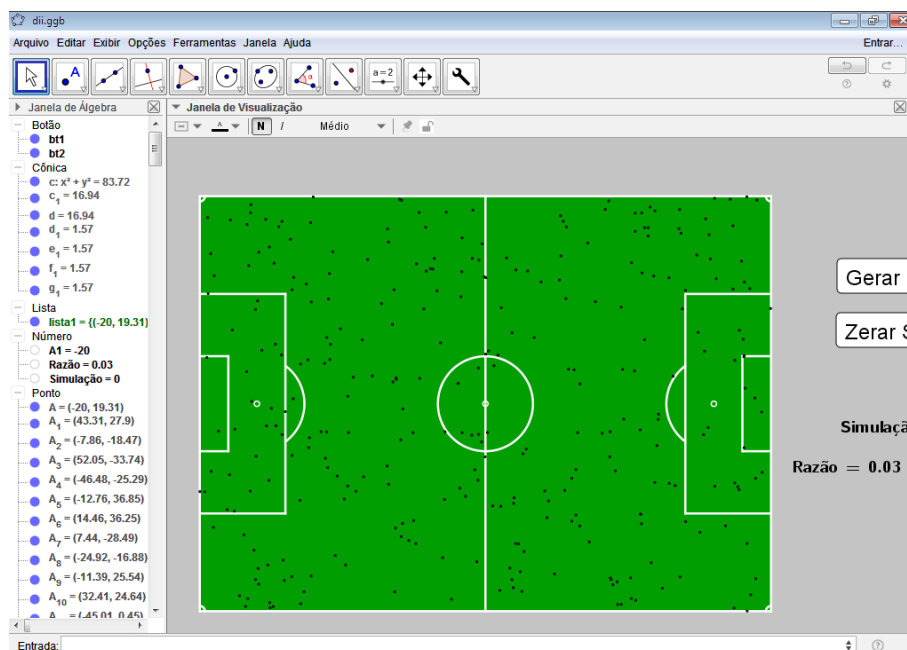 dii.ggb
Arquivo Editar Exibir Opções Ferramentas Janela Ajuda
Entrar...
A
α
a=2
Janela de Álgebra
Janela de Visualização
A
N I Médio
Botão
bt1
bt2
Cônica
c: x² + y² = 83.72
c₁ = 16.94
d = 16.94
d₁ = 1.57
e₁ = 1.57
f₁ = 1.57
g₁ = 1.57
Lista
lista1 = {(-20, 19.31)
Número
A1 = -20
Razão = 0.03
Simulação = 0
Ponto
A = (-20, 19.31)
A₁ = (43.31, 27.9)
A₂ = (-7.86, -18.47)
A₃ = (52.05, -33.74)
A₄ = (-46.48, -25.29)
A₅ = (-12.76, 36.85)
A₆ = (14.46, 36.25)
A₇ = (7.44, -28.49)
A₈ = (-24.92, -16.88)
A₉ = (-11.39, 25.54)
A₁₀ = (32.41, 24.64)
= (-45.01, 0.45)
Gerar
Zerar S
Simulaçã
Razão = 0.03
Entrada: